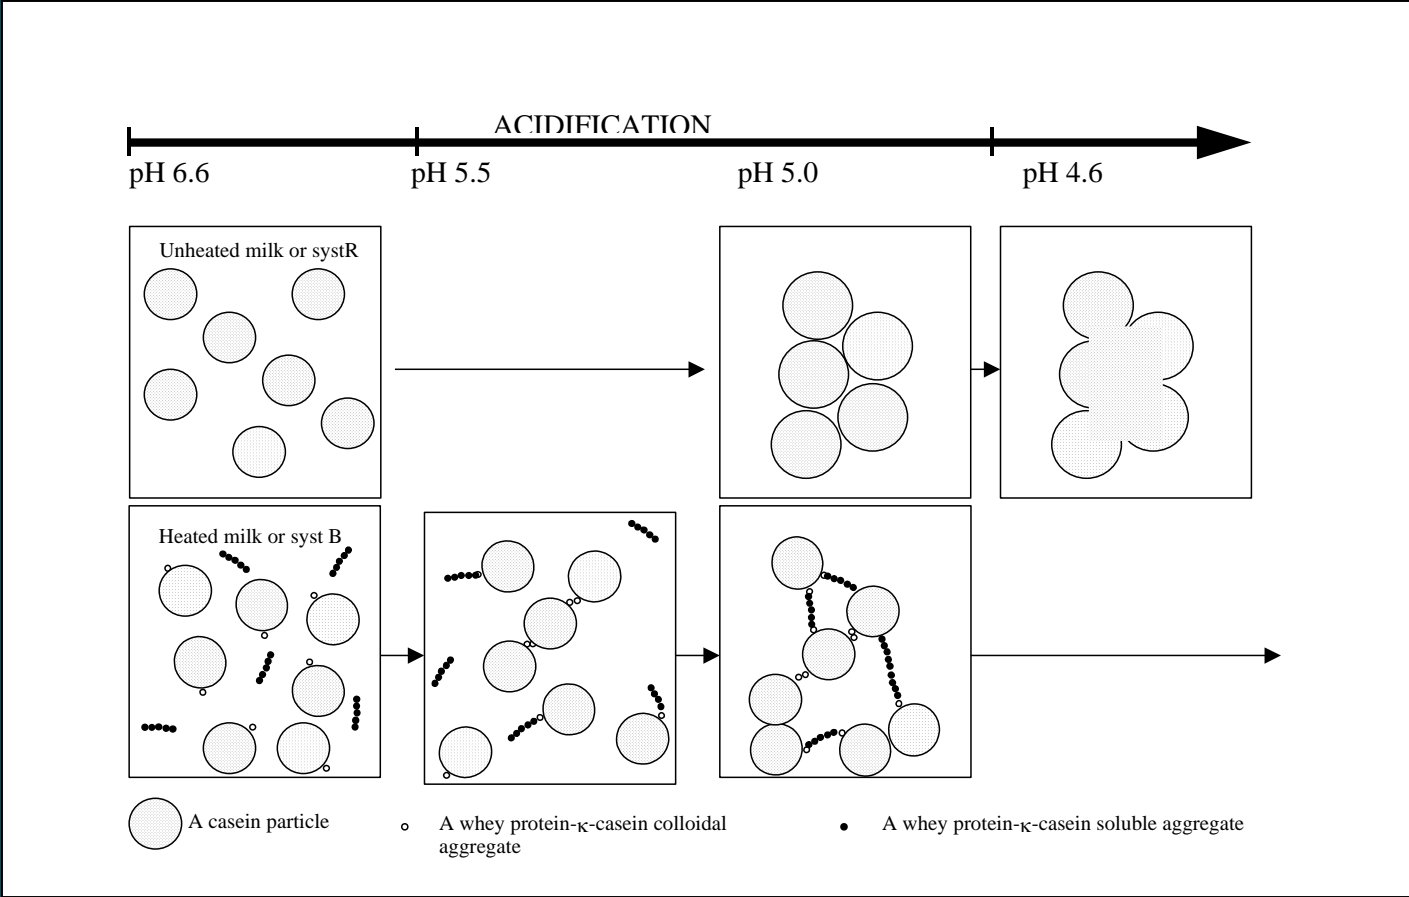 ACIDIFICATION
pH 6.6
pH 5.5
pH 5.0
pH 4.6
Unheated milk or systR
Heated milk or syst B
A casein particle
A whey protein-κ-casein colloidal
aggregate
A whey protein-κ-casein soluble aggregate